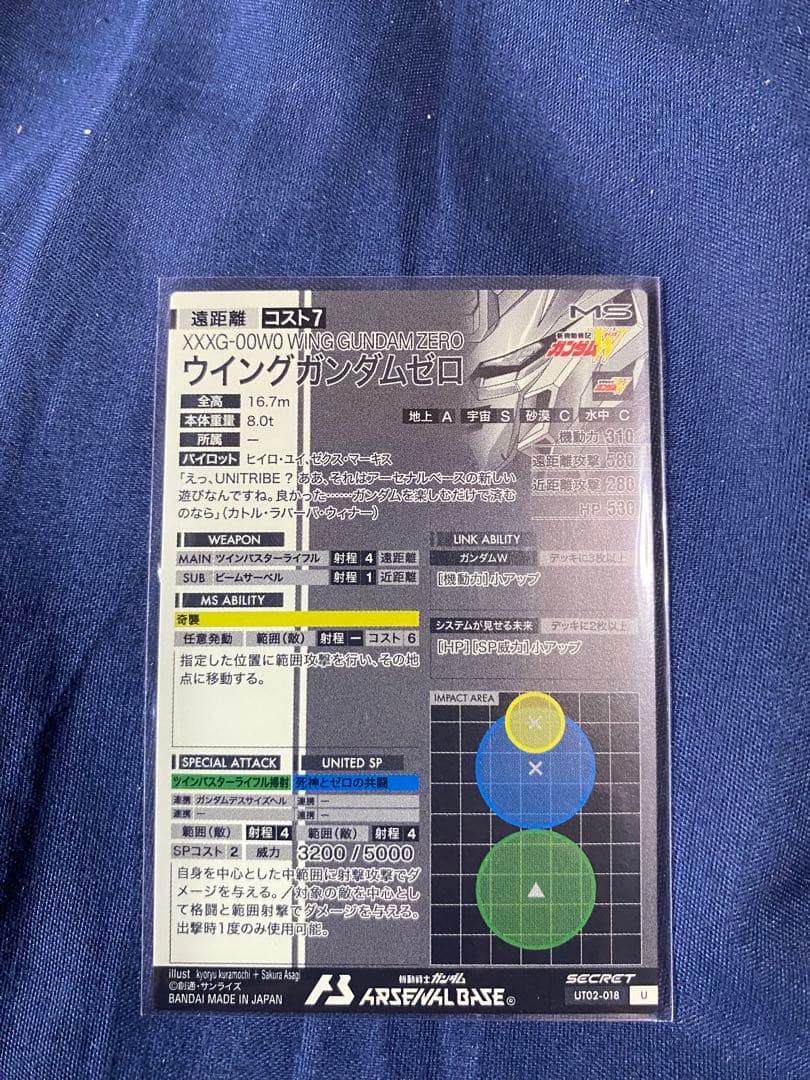 遠距離 コスト7
MS
XXXG-00W0 WING GUNDAM ZERO
ウイングガンダムゼロ
新機動戦記
ガンダムW
全高 16.7m
本体重量 8.0t
所属 ー
地上 A 宇宙 S 砂漠 C 水中 C
機動力 310
遠距離攻撃 580
近距離攻撃 280
HP 530
パイロット ヒイロ・ユイ、ゼクス・マーキス
「えっ、UNITRIBE？ああ、それはアーセナルベースの新しい
遊びなんですね。良かった……ガンダムを楽しむだけで済む
のなら」（カトル・ラバーバ・ウィナー）
WEAPON
MAIN ツインバスターライフル 射程 4 遠距離
SUB ビームサーベル 射程 1 近距離
LINK ABILITY
ガンダムW デッキに3枚以上
[機動力]小アップ
システムが見せる未来 デッキに2枚以上
[HP][SP威力]小アップ
MS ABILITY
奇襲
任意発動 範囲（敵） 射程 ー コスト 6
指定した位置に範囲攻撃を行い、その地
点に移動する。
IMPACT AREA
SPECIAL ATTACK UNITED SP
ツインバスターライフル掃射 死神とゼロの共闘
連携 ガンダムデスサイズヘル 連携 ー
連携 ー 連携 ー
範囲（敵） 射程 4 範囲（敵） 射程 4
SPコスト 2 威力 3200 / 5000
自身を中心とした中範囲に射撃攻撃でダ
メージを与える。／対象の敵を中心とし
て格闘と範囲射撃でダメージを与える。
出撃時1度のみ使用可能。
illust kyoryu kuramochi + Sakura Asagi
©創通・サンライズ
BANDAI MADE IN JAPAN
機動戦士ガンダム
ARSENAL BASE®
SECRET
UT02-018 U